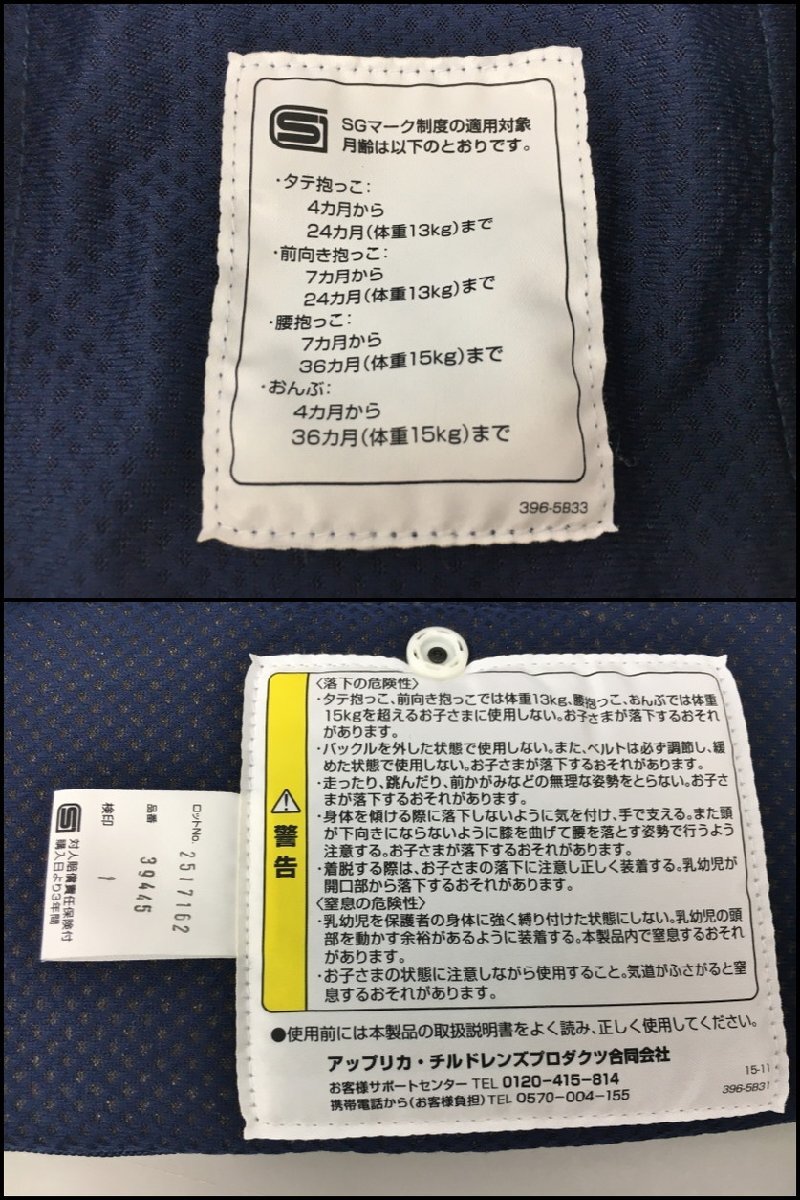 SGマーク制度の適用対象
月齢は以下のとおりです。
・タテ抱っこ:
4カ月から
24カ月(体重13kg)まで
・前向き抱っこ:
7カ月から
24カ月(体重13kg)まで
・腰抱っこ:
7カ月から
36カ月(体重15kg)まで
・おんぶ:
4カ月から
36カ月(体重15kg)まで
396-5B33
警告
〈落下の危険性〉
・タテ抱っこ、前向き抱っこでは体重13kg、腰抱っこ、おんぶでは体重
15kgを超えるお子さまに使用しない。お子さまが落下するおそれ
があります。
・バックルを外した状態で使用しない。また、ベルトは必ず調節し、緩
めた状態で使用しない。お子さまが落下するおそれがあります。
・走ったり、跳んだり、前かがみなどの無理な姿勢をとらない。お子さ
まが落下するおそれがあります。
・身体を傾ける際に落下しないように気を付け、手で支える。また頭
が下向きにならないように膝を曲げて腰を落とす姿勢で行うよう
注意する。お子さまが落下するおそれがあります。
・着脱する際は、お子さまの落下に注意し正しく装着する。乳幼児が
開口部から落下するおそれがあります。
〈窒息の危険性〉
・乳幼児を保護者の身体に強く縛り付けた状態にしない。乳幼児の頭
部を動かす余裕があるように装着する。本製品内で窒息するおそれ
があります。
・お子さまの状態に注意しながら使用すること。気道がふさがると窒
息するおそれがあります。
●使用前には本製品の取扱説明書をよく読み、正しく使用してください。
アップリカ・チルドレンズプロダクツ合同会社
お客様サポートセンター TEL 0120-415-814
携帯電話から(お客様負担)TEL 0570-004-155
15-11
396-5B31
ロットNo. 2517162
品番 39445
検印 1
対人賠償責任保険付
購入日より3年間